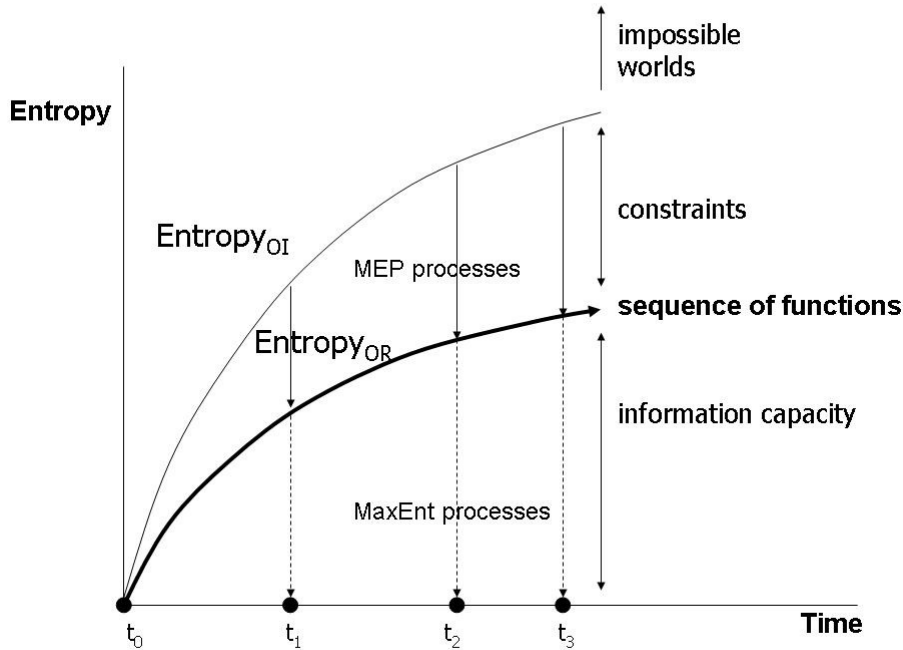 impossible
worlds
Entropy
constraints
Entropy_OI
MEP processes
sequence of functions
Entropy_OR
information capacity
MaxEnt processes
Time
t_0
t_1
t_2
t_3